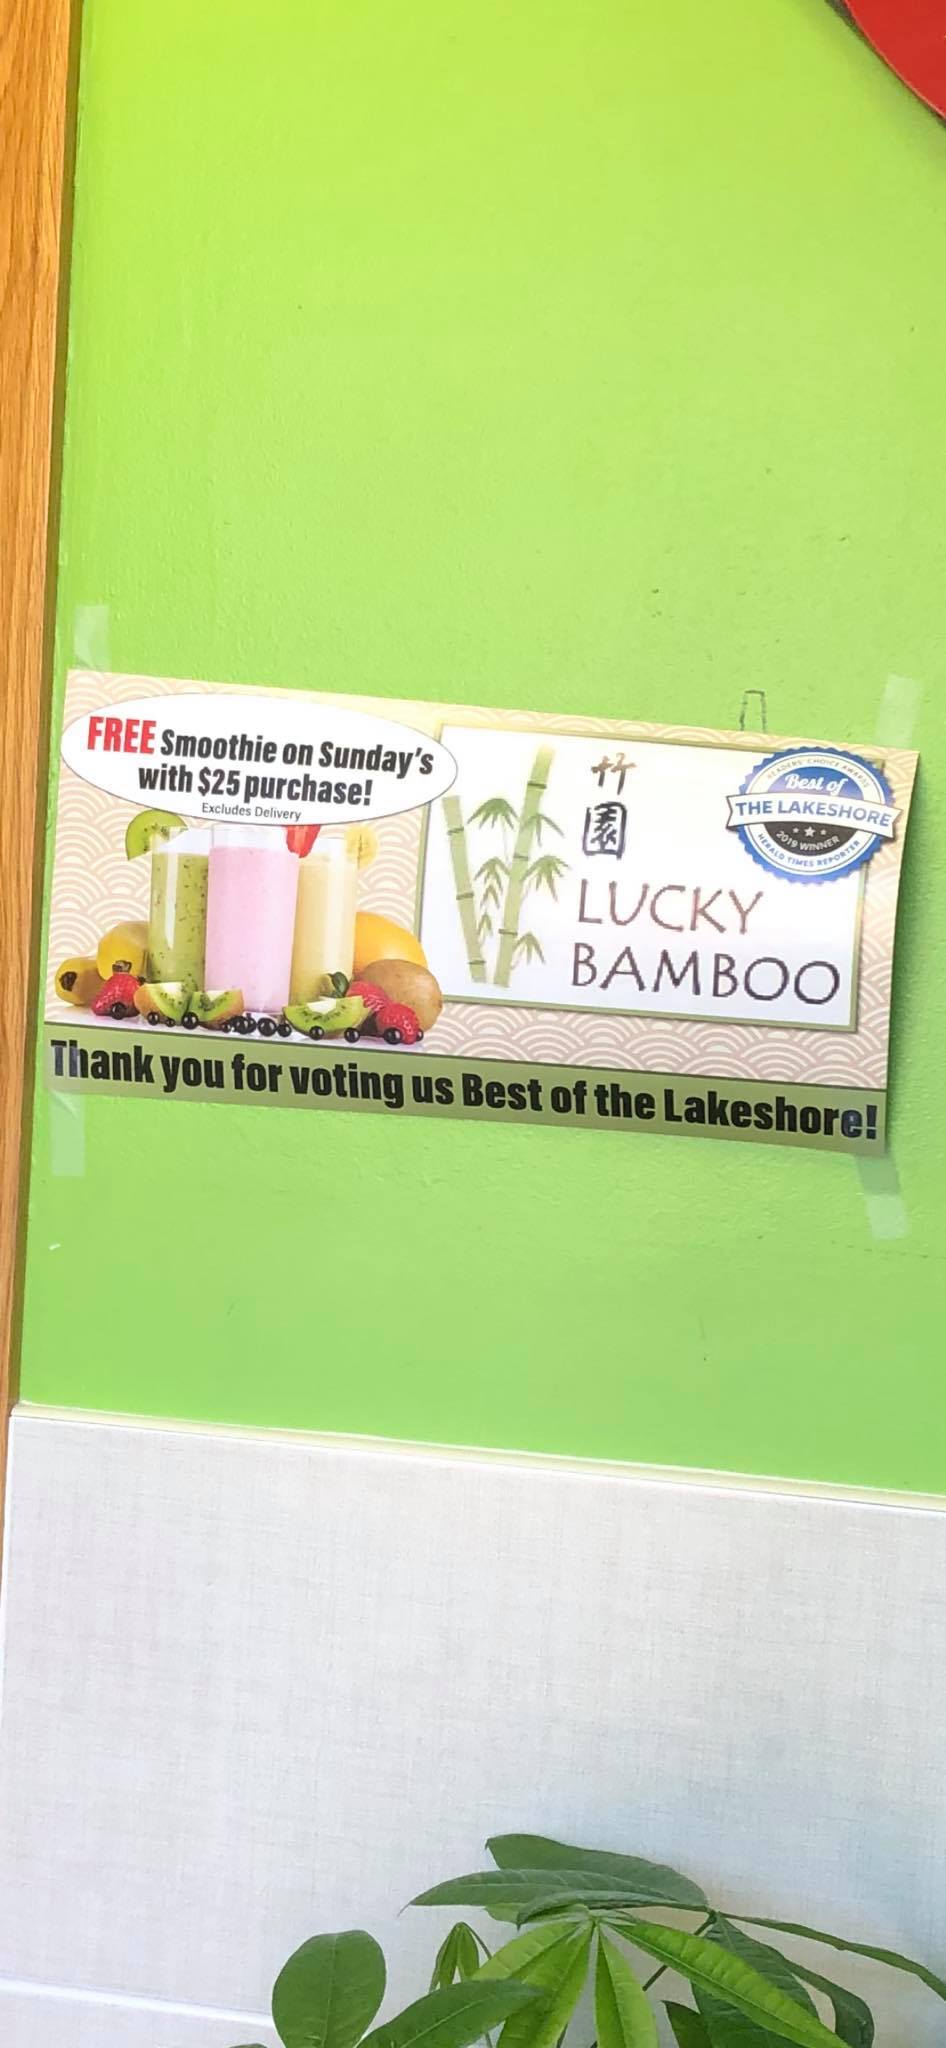 FREE Smoothie on Sunday's
with $25 purchase!
Excludes Delivery
竹
園
LUCKY
BAMBOO
READERS' CHOICE AWARDS
Best of
THE LAKESHORE
2019 WINNER
HERALD TIMES REPORTER
Thank you for voting us Best of the Lakeshore!